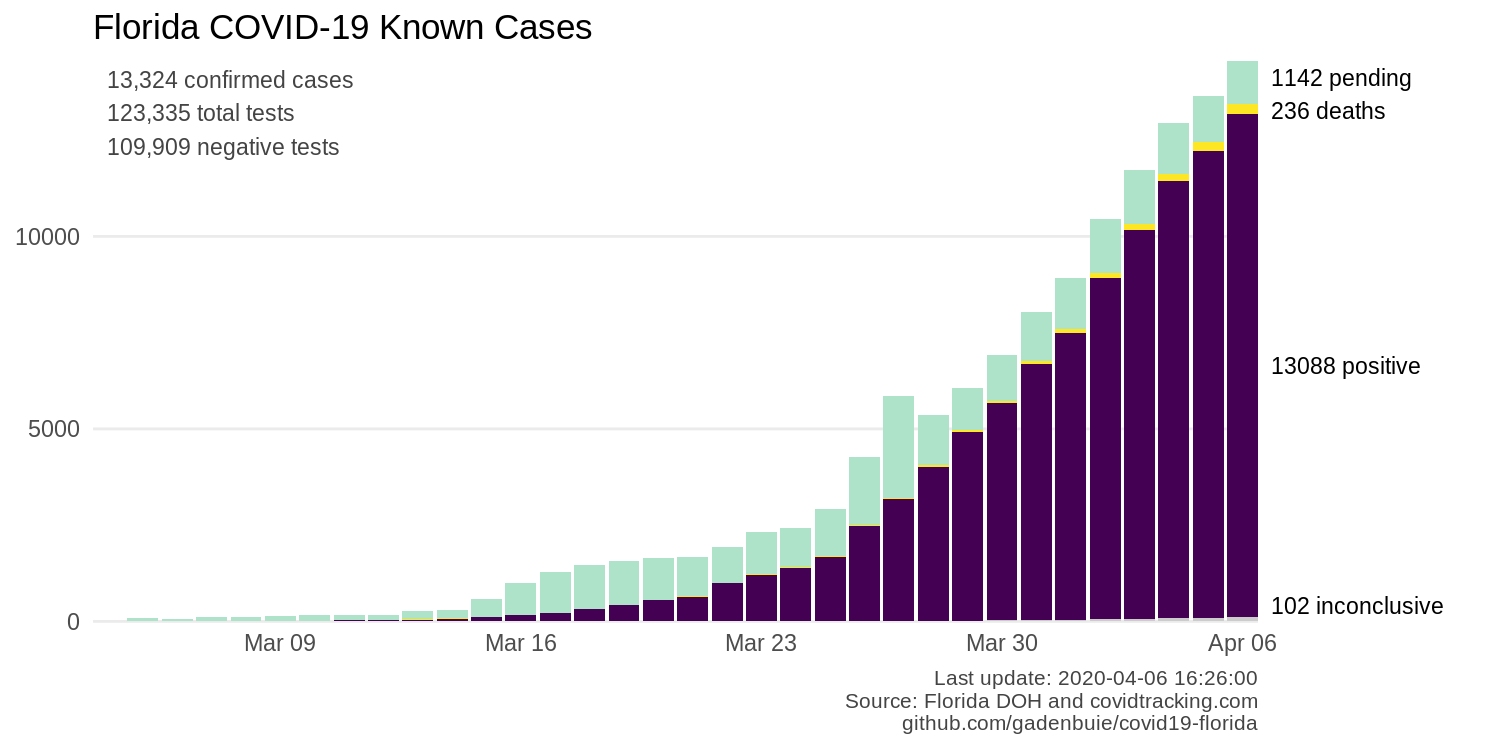 Florida COVID-19 Known Cases
13,324 confirmed cases
123,335 total tests
109,909 negative tests
1142 pending
236 deaths
10000
13088 positive
5000
102 inconclusive
0
Mar 09 Mar 16 Mar 23 Mar 30 Apr 06
Last update: 2020-04-06 16:26:00
Source: Florida DOH and covidtracking.com
github.com/gadenbuie/covid19-florida